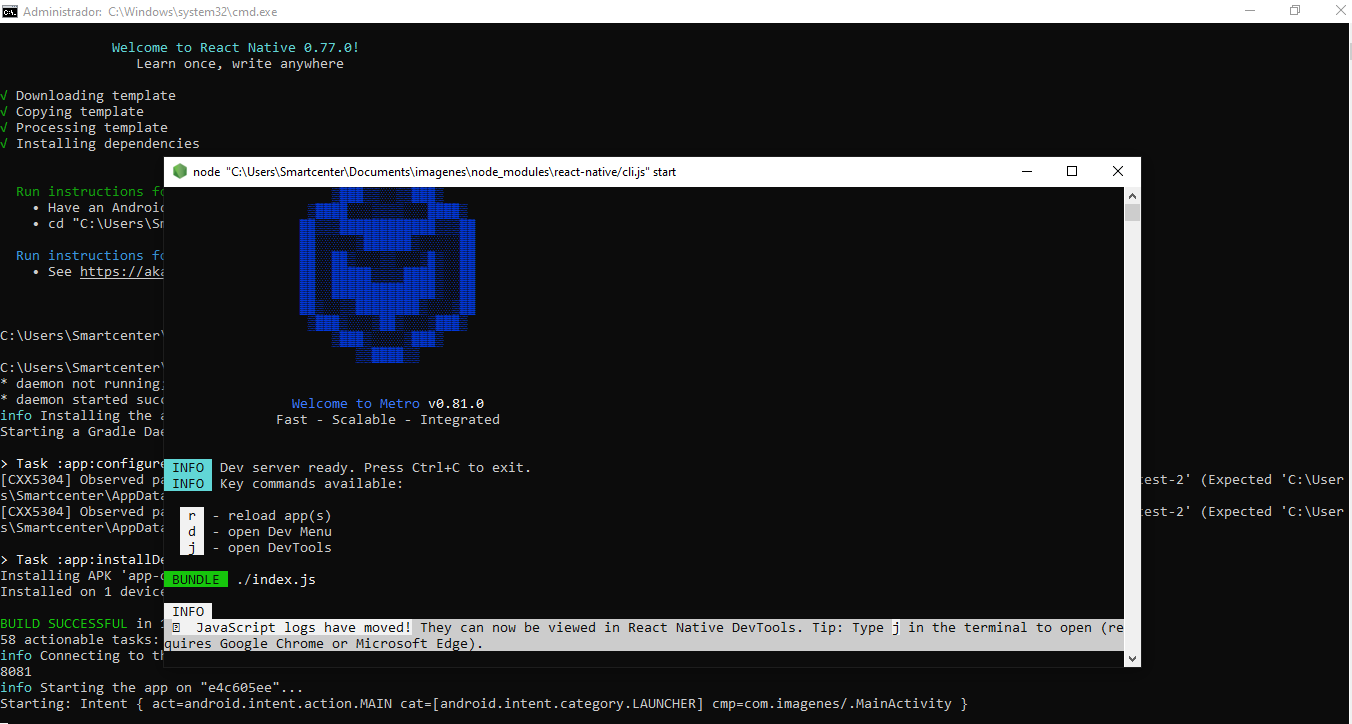 Administrador: C:\Windows\system32\cmd.exe
Welcome to React Native 0.77.0!
Learn once, write anywhere
√ Downloading template
√ Copying template
√ Processing template
√ Installing dependencies
Run instructions fo
• Have an Android
• cd "C:\Users\Sm
Run instructions fo
• See https://aka
C:\Users\Smartcenter\
C:\Users\Smartcenter\
* daemon not running;
* daemon started succ
info Installing the a
Starting a Gradle Dae
> Task :app:configure
[CXX5304] Observed pa
test-2' (Expected 'C:\User
s\Smartcenter\AppData
[CXX5304] Observed pa
test-2' (Expected 'C:\User
s\Smartcenter\AppData
> Task :app:installDe
Installing APK 'app-d
Installed on 1 device
BUILD SUCCESSFUL in 1
58 actionable tasks:
info Connecting to th
8081
info Starting the app on "e4c605ee"...
Starting: Intent { act=android.intent.action.MAIN cat=[android.intent.category.LAUNCHER] cmp=com.imagenes/.MainActivity }
node "C:\Users\Smartcenter\Documents\imagenes\node_modules\react-native/cli.js" start
Welcome to Metro v0.81.0
Fast - Scalable - Integrated
INFO Dev server ready. Press Ctrl+C to exit.
INFO Key commands available:
r - reload app(s)
d - open Dev Menu
j - open DevTools
BUNDLE ./index.js
INFO
JavaScript logs have moved! They can now be viewed in React Native DevTools. Tip: Type j in the terminal to open (re
quires Google Chrome or Microsoft Edge).